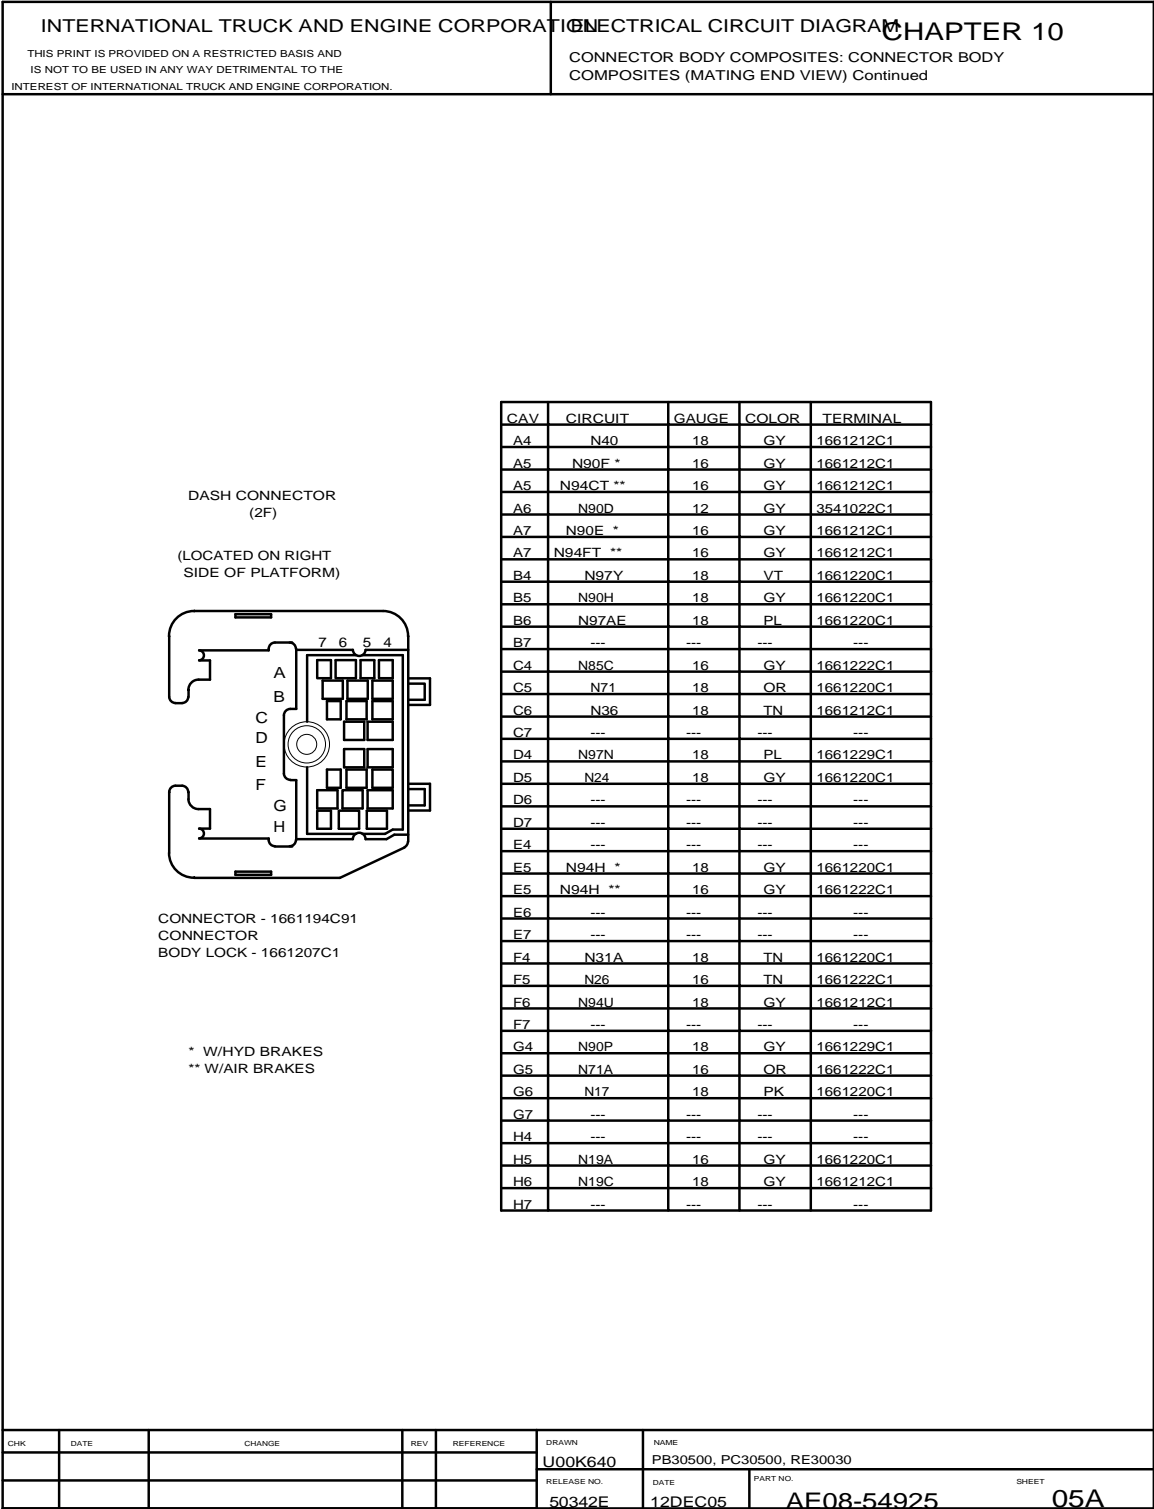 INTERNATIONAL TRUCK AND ENGINE CORPORATION
THIS PRINT IS PROVIDED ON A RESTRICTED BASIS AND
IS NOT TO BE USED IN ANY WAY DETRIMENTAL TO THE
INTEREST OF INTERNATIONAL TRUCK AND ENGINE CORPORATION.
ELECTRICAL CIRCUIT DIAGRAM
CHAPTER 10
CONNECTOR BODY COMPOSITES: CONNECTOR BODY
COMPOSITES (MATING END VIEW) Continued
DASH CONNECTOR
(2F)
(LOCATED ON RIGHT
SIDE OF PLATFORM)
7 6 5 4
A
B
C
D
E
F
G
H
CONNECTOR - 1661194C91
CONNECTOR
BODY LOCK - 1661207C1
* W/HYD BRAKES
** W/AIR BRAKES
CAV CIRCUIT GAUGE COLOR TERMINAL
A4 N40 18 GY 1661212C1
A5 N90F * 16 GY 1661212C1
A5 N94CT ** 16 GY 1661212C1
A6 N90D 12 GY 3541022C1
A7 N90E * 16 GY 1661212C1
A7 N94FT ** 16 GY 1661212C1
B4 N97Y 18 VT 1661220C1
B5 N90H 18 GY 1661220C1
B6 N97AE 18 PL 1661220C1
B7 --- --- --- ---
C4 N85C 16 GY 1661222C1
C5 N71 18 OR 1661220C1
C6 N36 18 TN 1661212C1
C7 --- --- --- ---
D4 N97N 18 PL 1661229C1
D5 N24 18 GY 1661220C1
D6 --- --- --- ---
D7 --- --- --- ---
E4 --- --- --- ---
E5 N94H * 18 GY 1661220C1
E5 N94H ** 16 GY 1661222C1
E6 --- --- --- ---
E7 --- --- --- ---
F4 N31A 18 TN 1661220C1
F5 N26 16 TN 1661222C1
F6 N94U 18 GY 1661212C1
F7 --- --- --- ---
G4 N90P 18 GY 1661229C1
G5 N71A 16 OR 1661222C1
G6 N17 18 PK 1661220C1
G7 --- --- --- ---
H4 --- --- --- ---
H5 N19A 16 GY 1661220C1
H6 N19C 18 GY 1661212C1
H7 --- --- --- ---
CHK DATE CHANGE REV REFERENCE
DRAWN
U00K640
NAME
PB30500, PC30500, RE30030
RELEASE NO.
50342E
DATE
12DEC05
PART NO.
AE08-54925
SHEET
05A